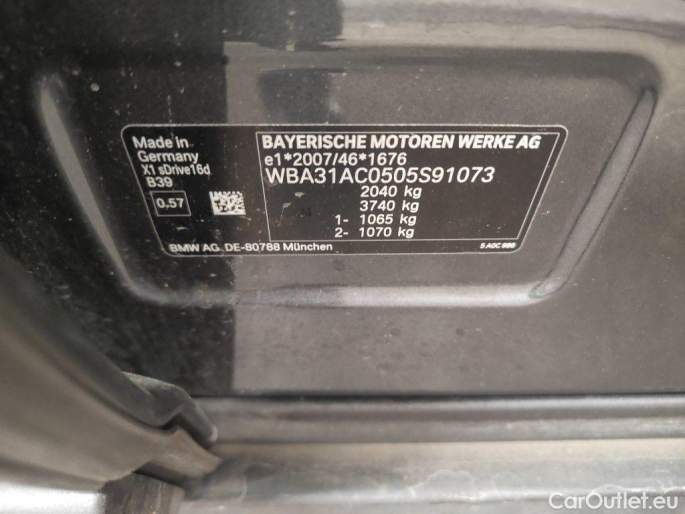 Made in
Germany
X1 sDrive16d
B39
0,57
BAYERISCHE MOTOREN WERKE AG
e1*2007/46*1676
WBA31AC0505S91073
2040 kg
3740 kg
1- 1065 kg
2- 1070 kg
BMW AG DE-80788 München
CarOutlet.eu